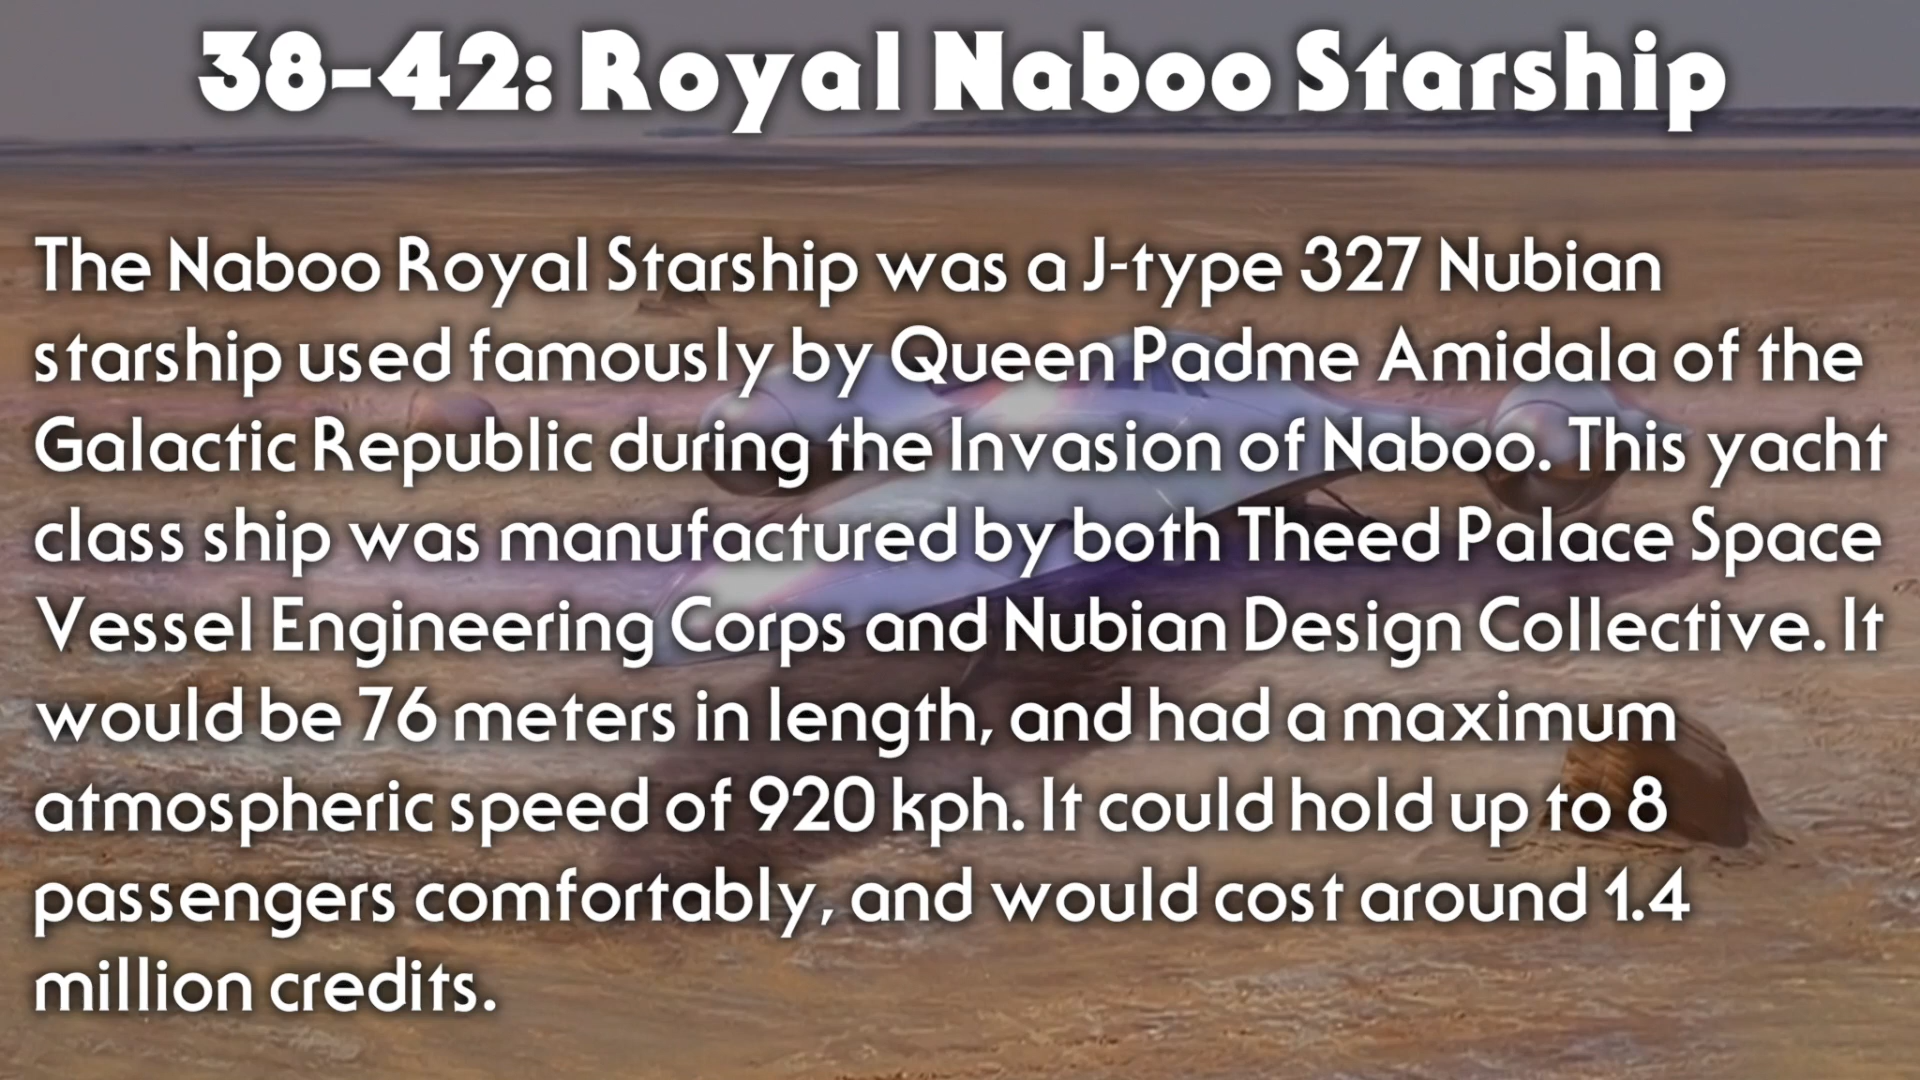 38-42: Royal Naboo Starship
The Naboo Royal Starship was a J-type 327 Nubian
starship used famously by Queen Padme Amidala of the
Galactic Republic during the Invasion of Naboo. This yacht
class ship was manufactured by both Theed Palace Space
Vessel Engineering Corps and Nubian Design Collective. It
would be 76 meters in length, and had a maximum
atmospheric speed of 920 kph. It could hold up to 8
passengers comfortably, and would cost around 1.4
million credits.